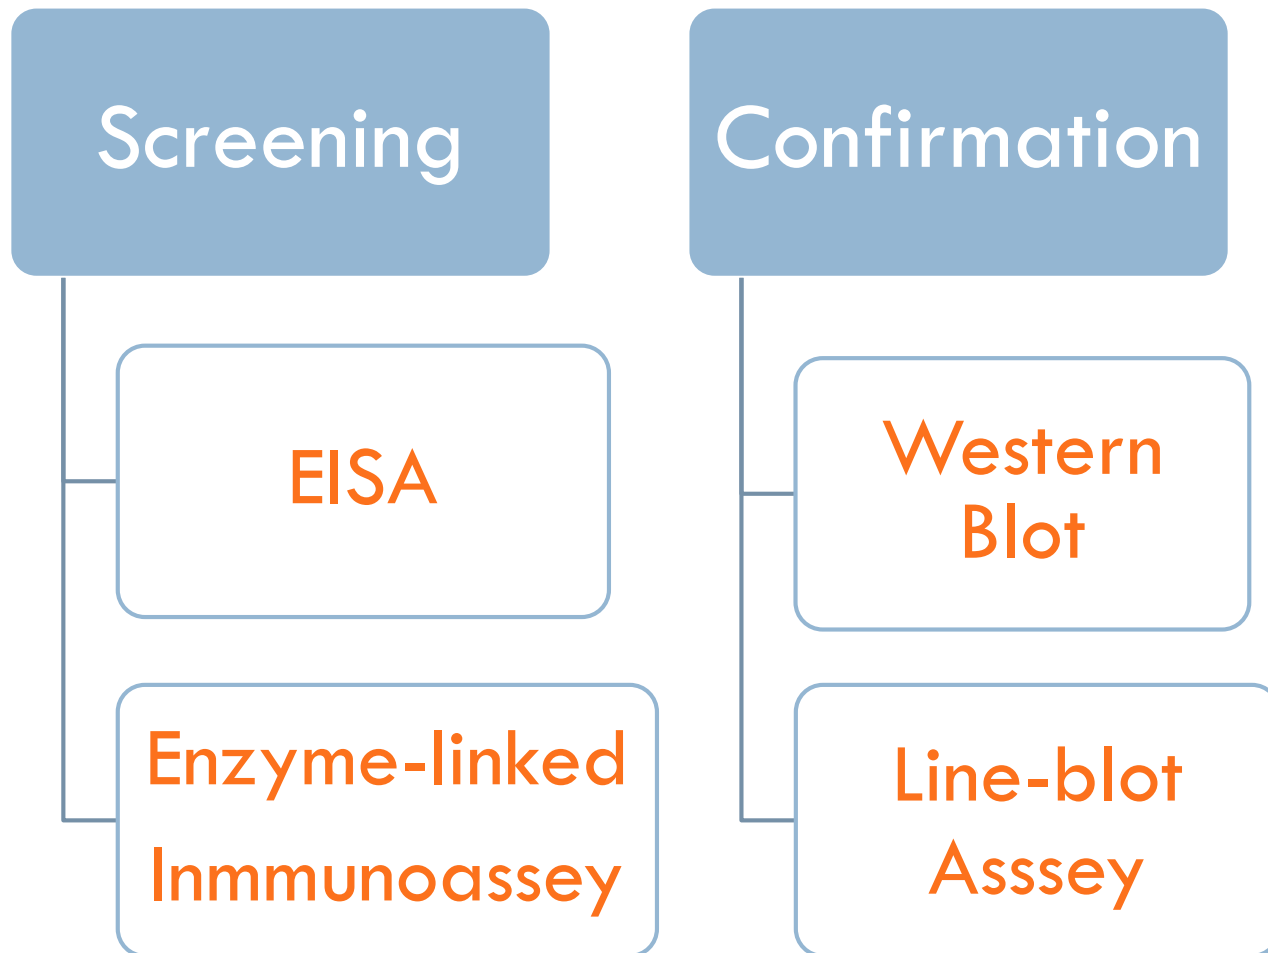 Screening
EISA
Enzyme-linked
Inmmunoassey
Confirmation
Western
Blot
Line-blot
Asssey